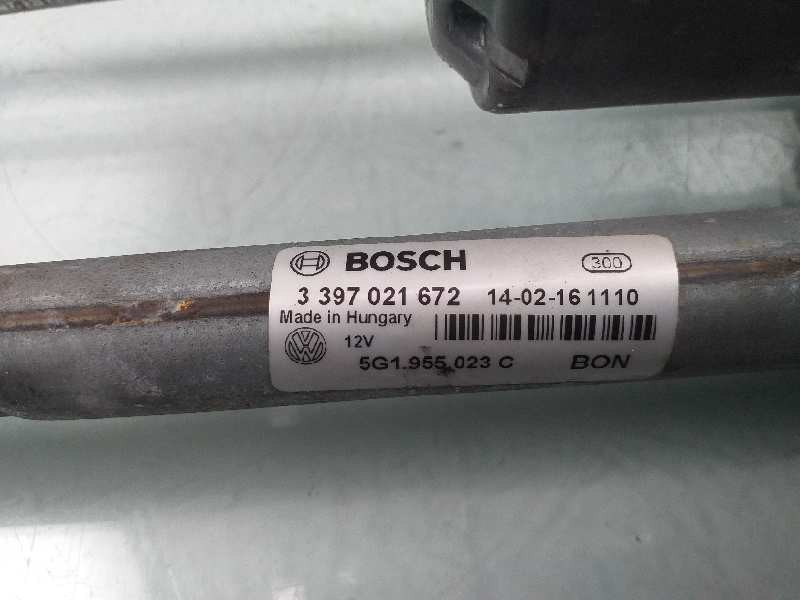 BOSCH 300
3 397 021 672 14-02-16 1110
Made in Hungary
12V
5G1.955.023 C BON